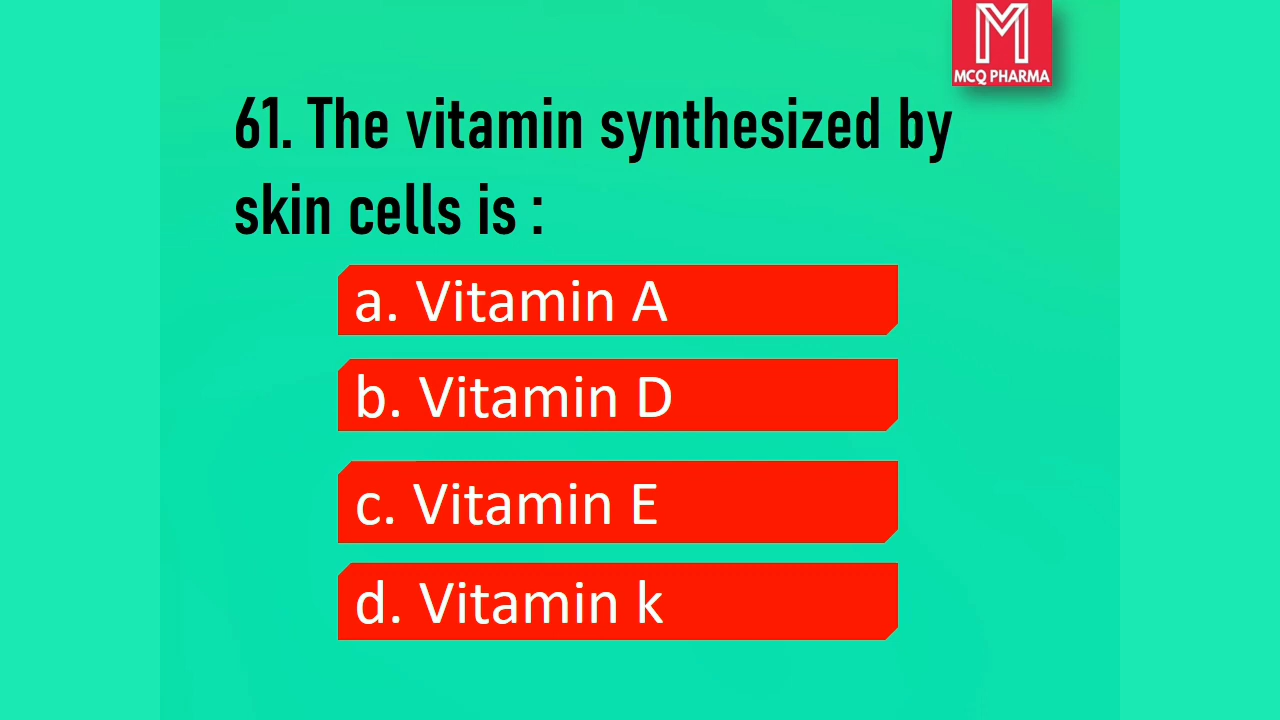 M
MCQ PHARMA
61. The vitamin synthesized by
skin cells is :
a. Vitamin A
b. Vitamin D
c. Vitamin E
d. Vitamin k